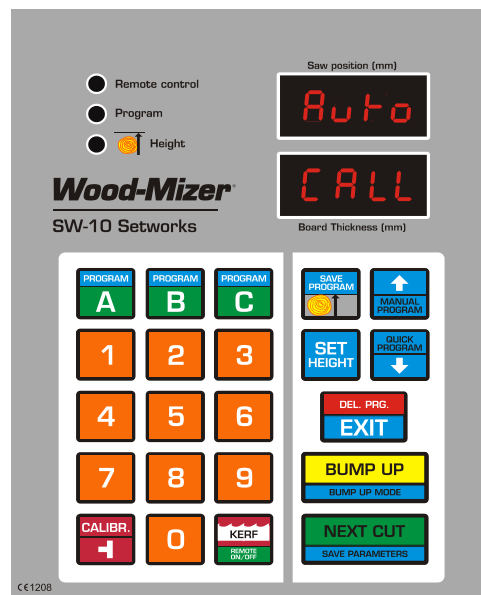 Saw position (mm)
Remote control
Program
Height
Auto
CALL
Wood-Mizer®
SW-10 Setworks
Board Thickness (mm)
PROGRAM
A
PROGRAM
B
PROGRAM
C
SAVE
PROGRAM
MANUAL
PROGRAM
1
2
3
SET
HEIGHT
QUICK
PROGRAM
4
5
6
DEL. PRG.
EXIT
7
8
9
BUMP UP
BUMP UP MODE
CALIBR.
0
KERF
REMOTE
ON/OFF
NEXT CUT
SAVE PARAMETERS
CE1208